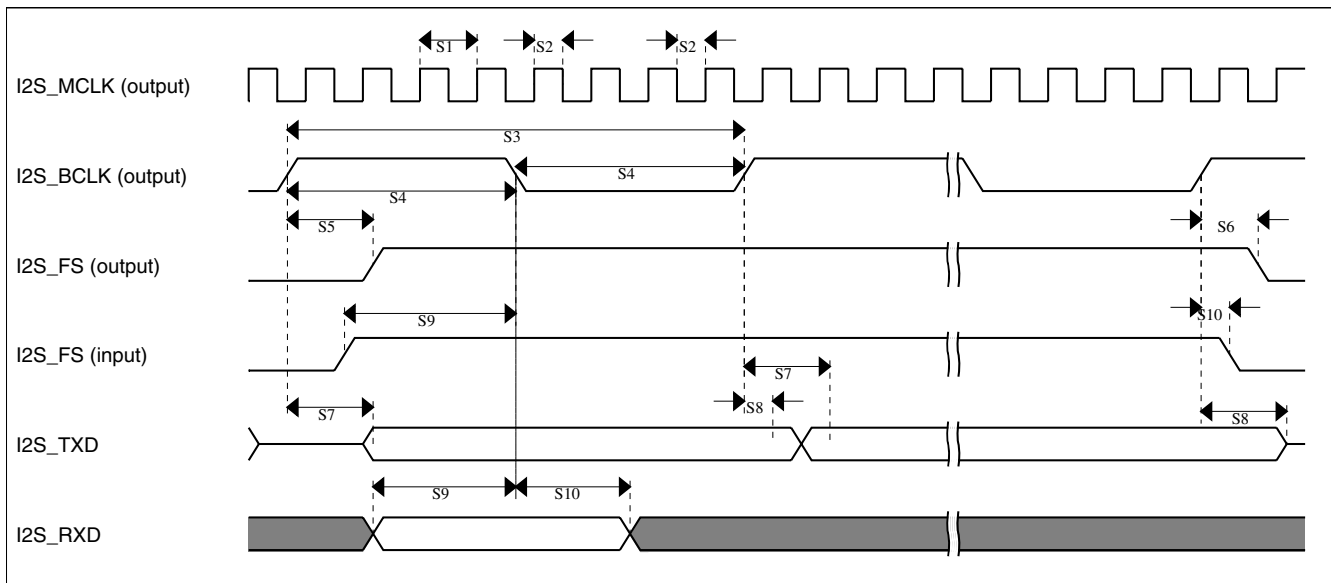 S1 S2 S2
I2S_MCLK (output)
S3
I2S_BCLK (output)
S4
S4
S5 S6
I2S_FS (output)
S9 S10
I2S_FS (input)
S7
S7 S8 S8
I2S_TXD
S9 S10
I2S_RXD